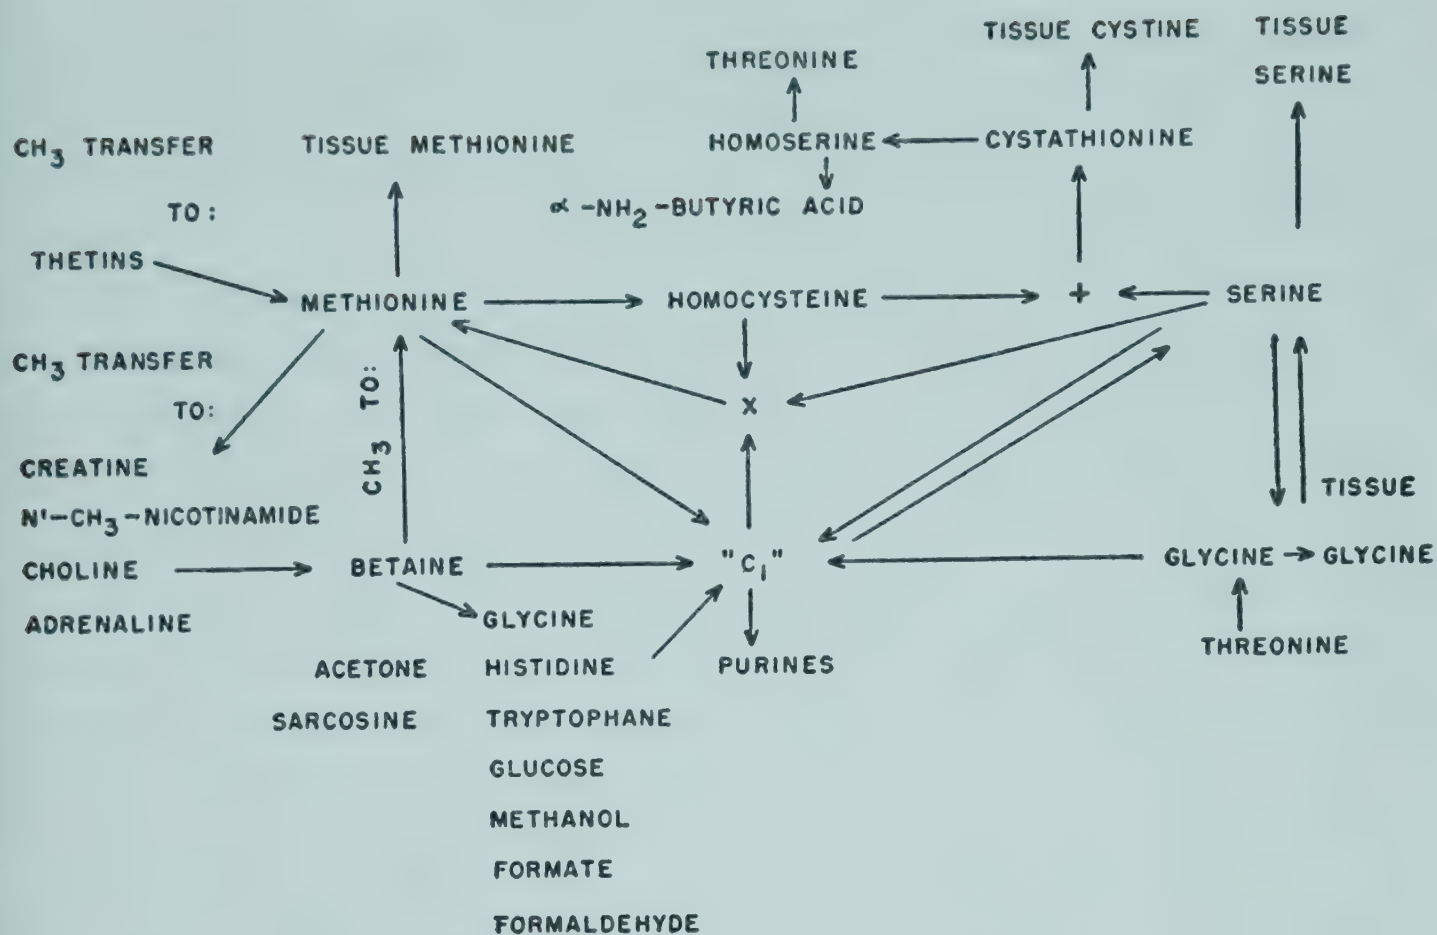 TISSUE CYSTINE
TISSUE
SERINE
THREONINE
CH3 TRANSFER
TO:
TISSUE METHIONINE
HOMOSERINE
CYSTATHIONINE
α-NH2-BUTYRIC ACID
THETINS
METHIONINE
HOMOCYSTEINE
+
SERINE
CH3 TRANSFER
TO:
CH3 TO:
X
CREATINE
N'-CH3-NICOTINAMIDE
CHOLINE
ADRENALINE
BETAINE
"C1"
TISSUE
GLYCINE
GLYCINE
THREONINE
GLYCINE
ACETONE
HISTIDINE
PURINES
SARCOSINE
TRYPTOPHANE
GLUCOSE
METHANOL
FORMATE
FORMALDEHYDE